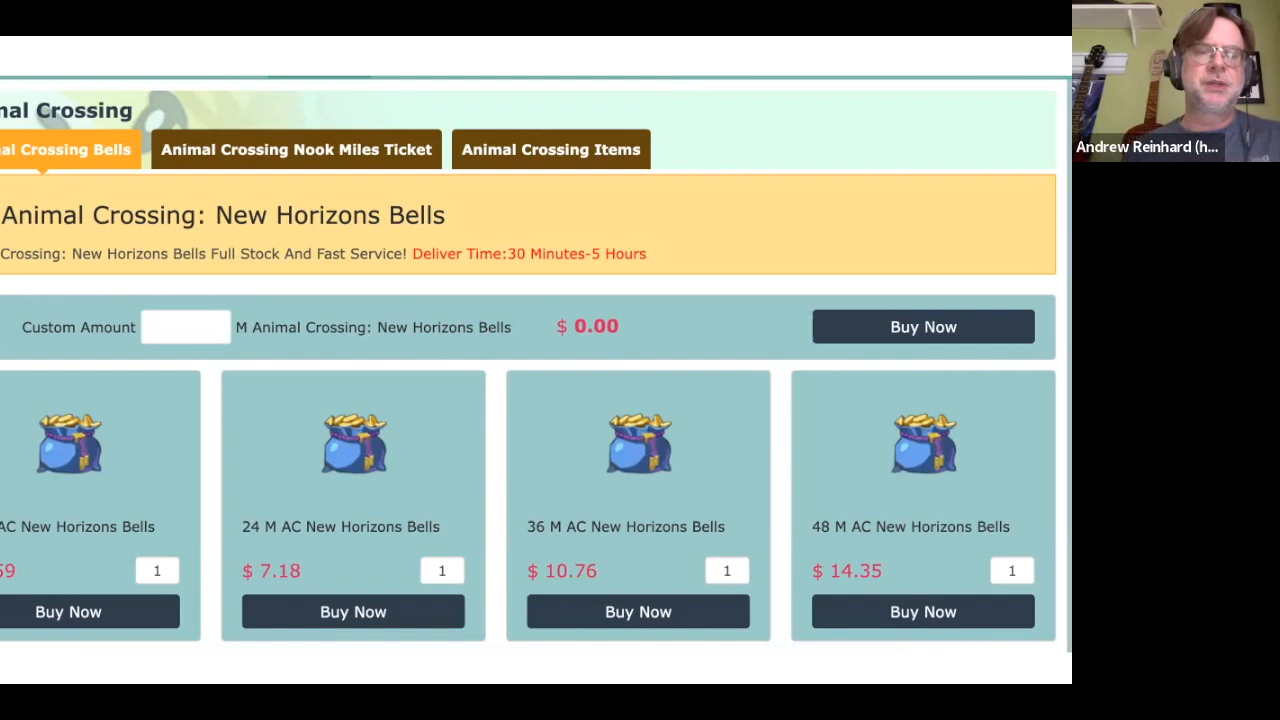 nal Crossing
al Crossing Bells
Animal Crossing Nook Miles Ticket
Animal Crossing Items
Animal Crossing: New Horizons Bells
Crossing: New Horizons Bells Full Stock And Fast Service! Deliver Time:30 Minutes-5 Hours
Custom Amount M Animal Crossing: New Horizons Bells $ 0.00 Buy Now
AC New Horizons Bells
24 M AC New Horizons Bells
36 M AC New Horizons Bells
48 M AC New Horizons Bells
59 1
$ 7.18 1
$ 10.76 1
$ 14.35 1
Buy Now
Buy Now
Buy Now
Buy Now
Andrew Reinhard (h...